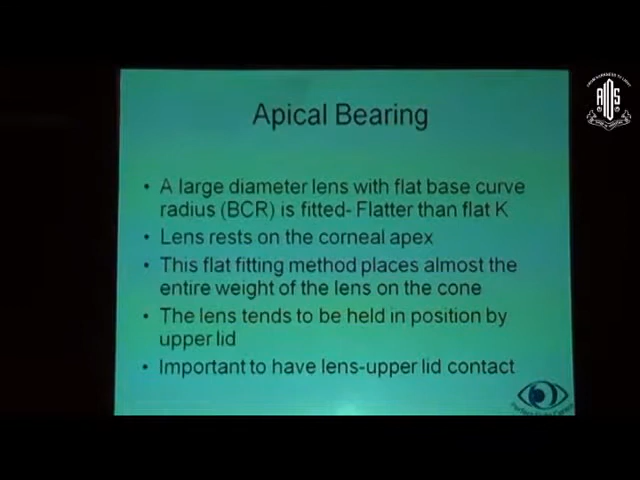 Apical Bearing
• A large diameter lens with flat base curve
radius (BCR) is fitted- Flatter than flat K
• Lens rests on the corneal apex
• This flat fitting method places almost the
entire weight of the lens on the cone
• The lens tends to be held in position by
upper lid
• Important to have lens-upper lid contact
AIOS